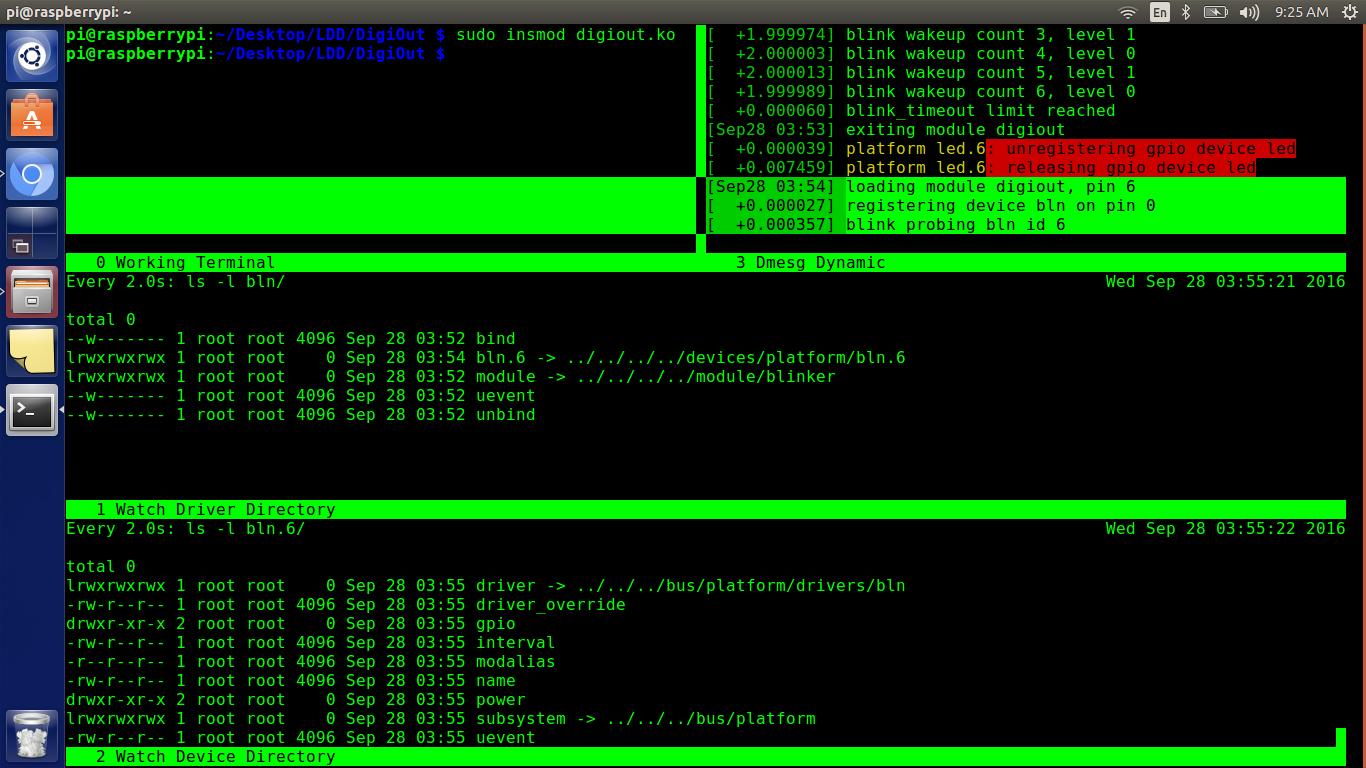 pi@raspberrypi: ~
En
9:25 AM
pi@raspberrypi:~/Desktop/LDD/DigiOut $ sudo insmod digiout.ko
pi@raspberrypi:~/Desktop/LDD/DigiOut $
[  +1.999974] blink wakeup count 3, level 1
[  +2.000003] blink wakeup count 4, level 0
[  +2.000013] blink wakeup count 5, level 1
[  +1.999989] blink wakeup count 6, level 0
[  +0.000060] blink_timeout limit reached
[Sep28 03:53] exiting module digiout
[  +0.000039] platform led.6: unregistering gpio device led
[  +0.007459] platform led.6: releasing gpio device led
[Sep28 03:54] loading module digiout, pin 6
[  +0.000027] registering device bln on pin 0
[  +0.000357] blink probing bln id 6
0 Working Terminal
3 Dmesg Dynamic
Every 2.0s: ls -l bln/
Wed Sep 28 03:55:21 2016
total 0
--w------- 1 root root 4096 Sep 28 03:52 bind
lrwxrwxrwx 1 root root    0 Sep 28 03:54 bln.6 -> ../../../../devices/platform/bln.6
lrwxrwxrwx 1 root root    0 Sep 28 03:52 module -> ../../../../module/blinker
--w------- 1 root root 4096 Sep 28 03:52 uevent
--w------- 1 root root 4096 Sep 28 03:52 unbind
1 Watch Driver Directory
Every 2.0s: ls -l bln.6/
Wed Sep 28 03:55:22 2016
total 0
lrwxrwxrwx 1 root root    0 Sep 28 03:55 driver -> ../../../bus/platform/drivers/bln
-rw-r--r-- 1 root root 4096 Sep 28 03:55 driver_override
drwxr-xr-x 2 root root    0 Sep 28 03:55 gpio
-rw-r--r-- 1 root root 4096 Sep 28 03:55 interval
-r--r--r-- 1 root root 4096 Sep 28 03:55 modalias
-rw-r--r-- 1 root root 4096 Sep 28 03:55 name
drwxr-xr-x 2 root root    0 Sep 28 03:55 power
lrwxrwxrwx 1 root root    0 Sep 28 03:55 subsystem -> ../../../bus/platform
-rw-r--r-- 1 root root 4096 Sep 28 03:55 uevent
2 Watch Device Directory